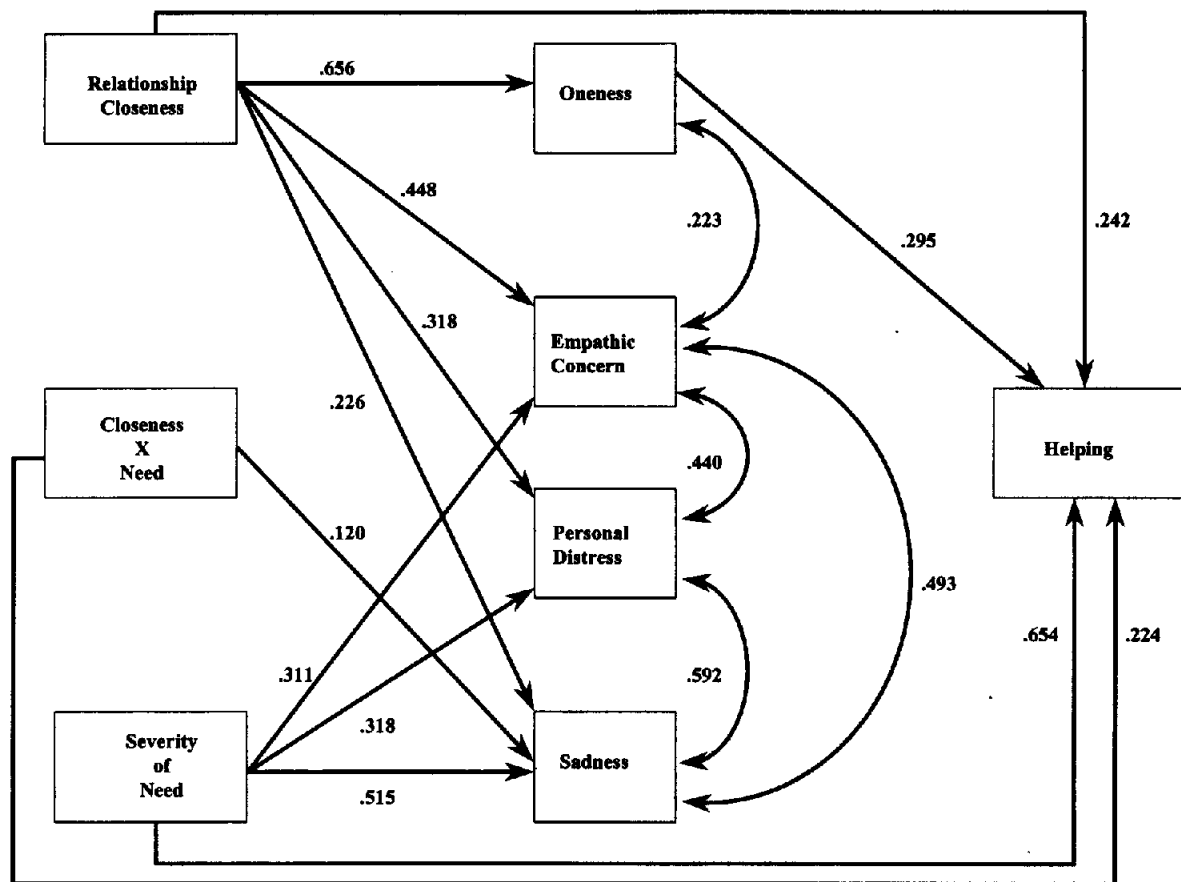 Relationship
Closeness
.656
Oneness
.448
.223
.295
.242
.318
Empathic
Concern
.226
Closeness
X
Need
Helping
.440
.120
Personal
Distress
.493
.654
.224
.311
.592
.318
Severity
of
Need
Sadness
.515